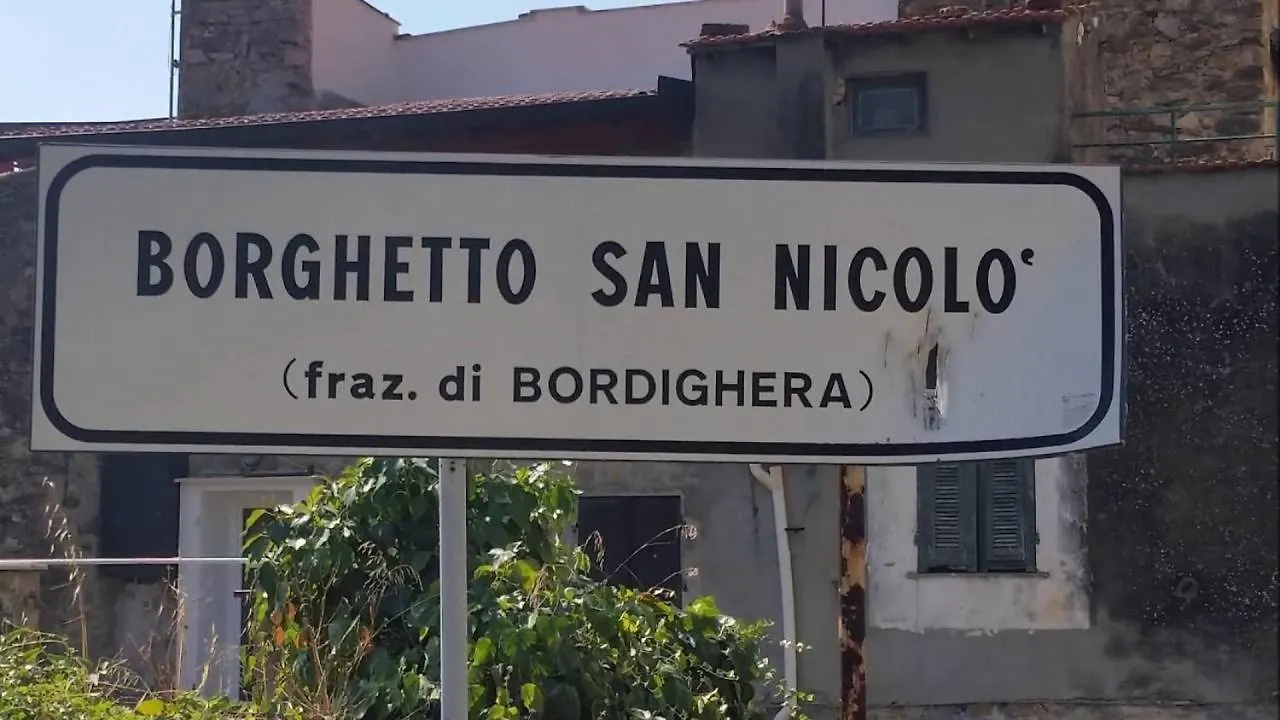 BORGHETTO SAN NICOLO'
(fraz. di BORDIGHERA)